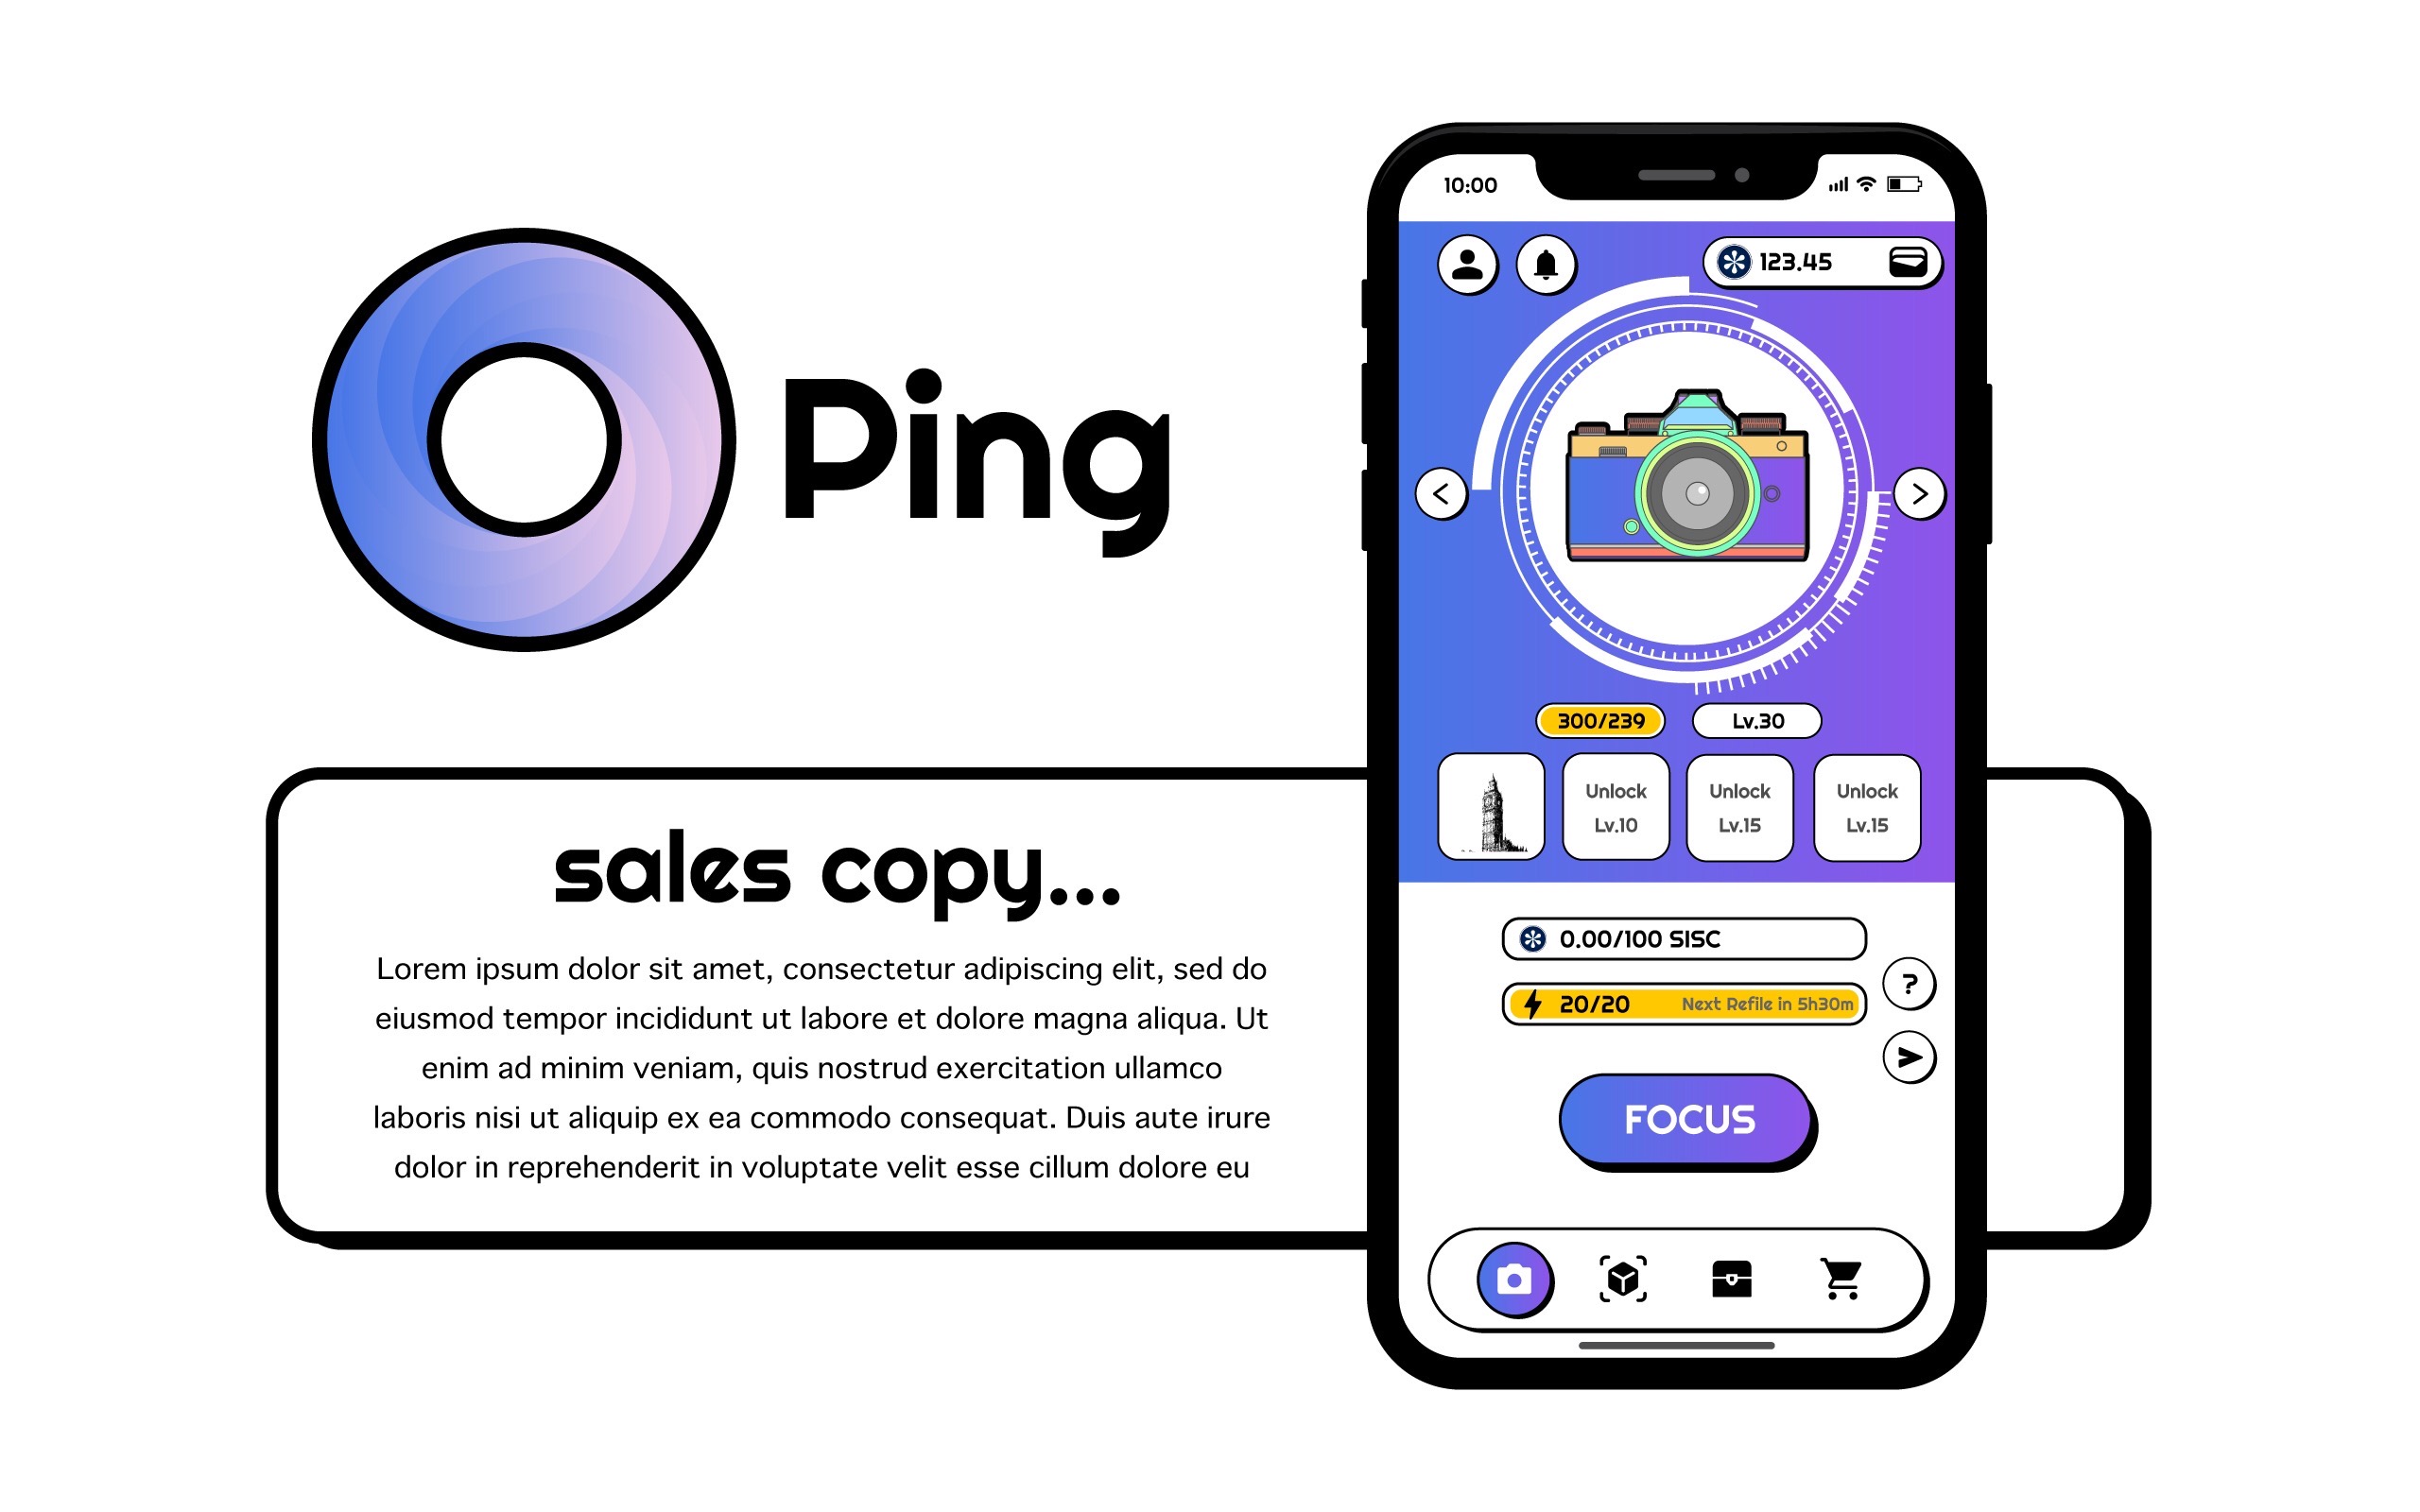 Ping
sales copy...
Lorem ipsum dolor sit amet, consectetur adipiscing elit, sed do
eiusmod tempor incididunt ut labore et dolore magna aliqua. Ut
enim ad minim veniam, quis nostrud exercitation ullamco
laboris nisi ut aliquip ex ea commodo consequat. Duis aute irure
dolor in reprehenderit in voluptate velit esse cillum dolore eu
10:00
123.45
<
>
300/239 Lv.30
Unlock Unlock Unlock
Lv.10 Lv.15 Lv.15
0.00/100 SISC
20/20 Next Refile in 5h30m
?
FOCUS